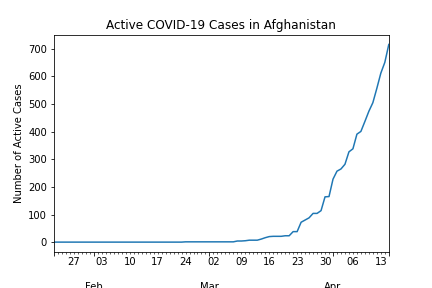 Active COVID-19 Cases in Afghanistan
Number of Active Cases
700
600
500
400
300
200
100
0
27 03 10 17 24 02 09 16 23 30 06 13
Feb Mar Apr